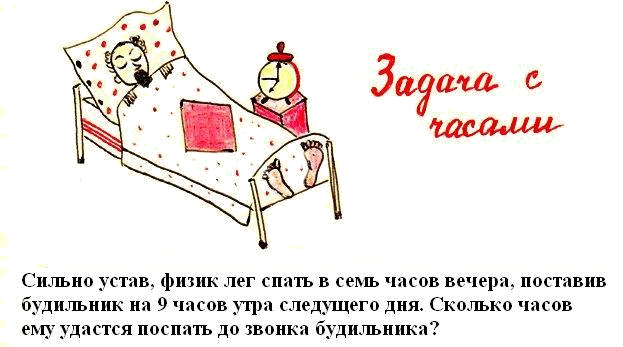 Задача с
часами
Сильно устав, физик лег спать в семь часов вечера, поставив
будильник на 9 часов утра следущего дня. Сколько часов
ему удастся поспать до звонка будильника?